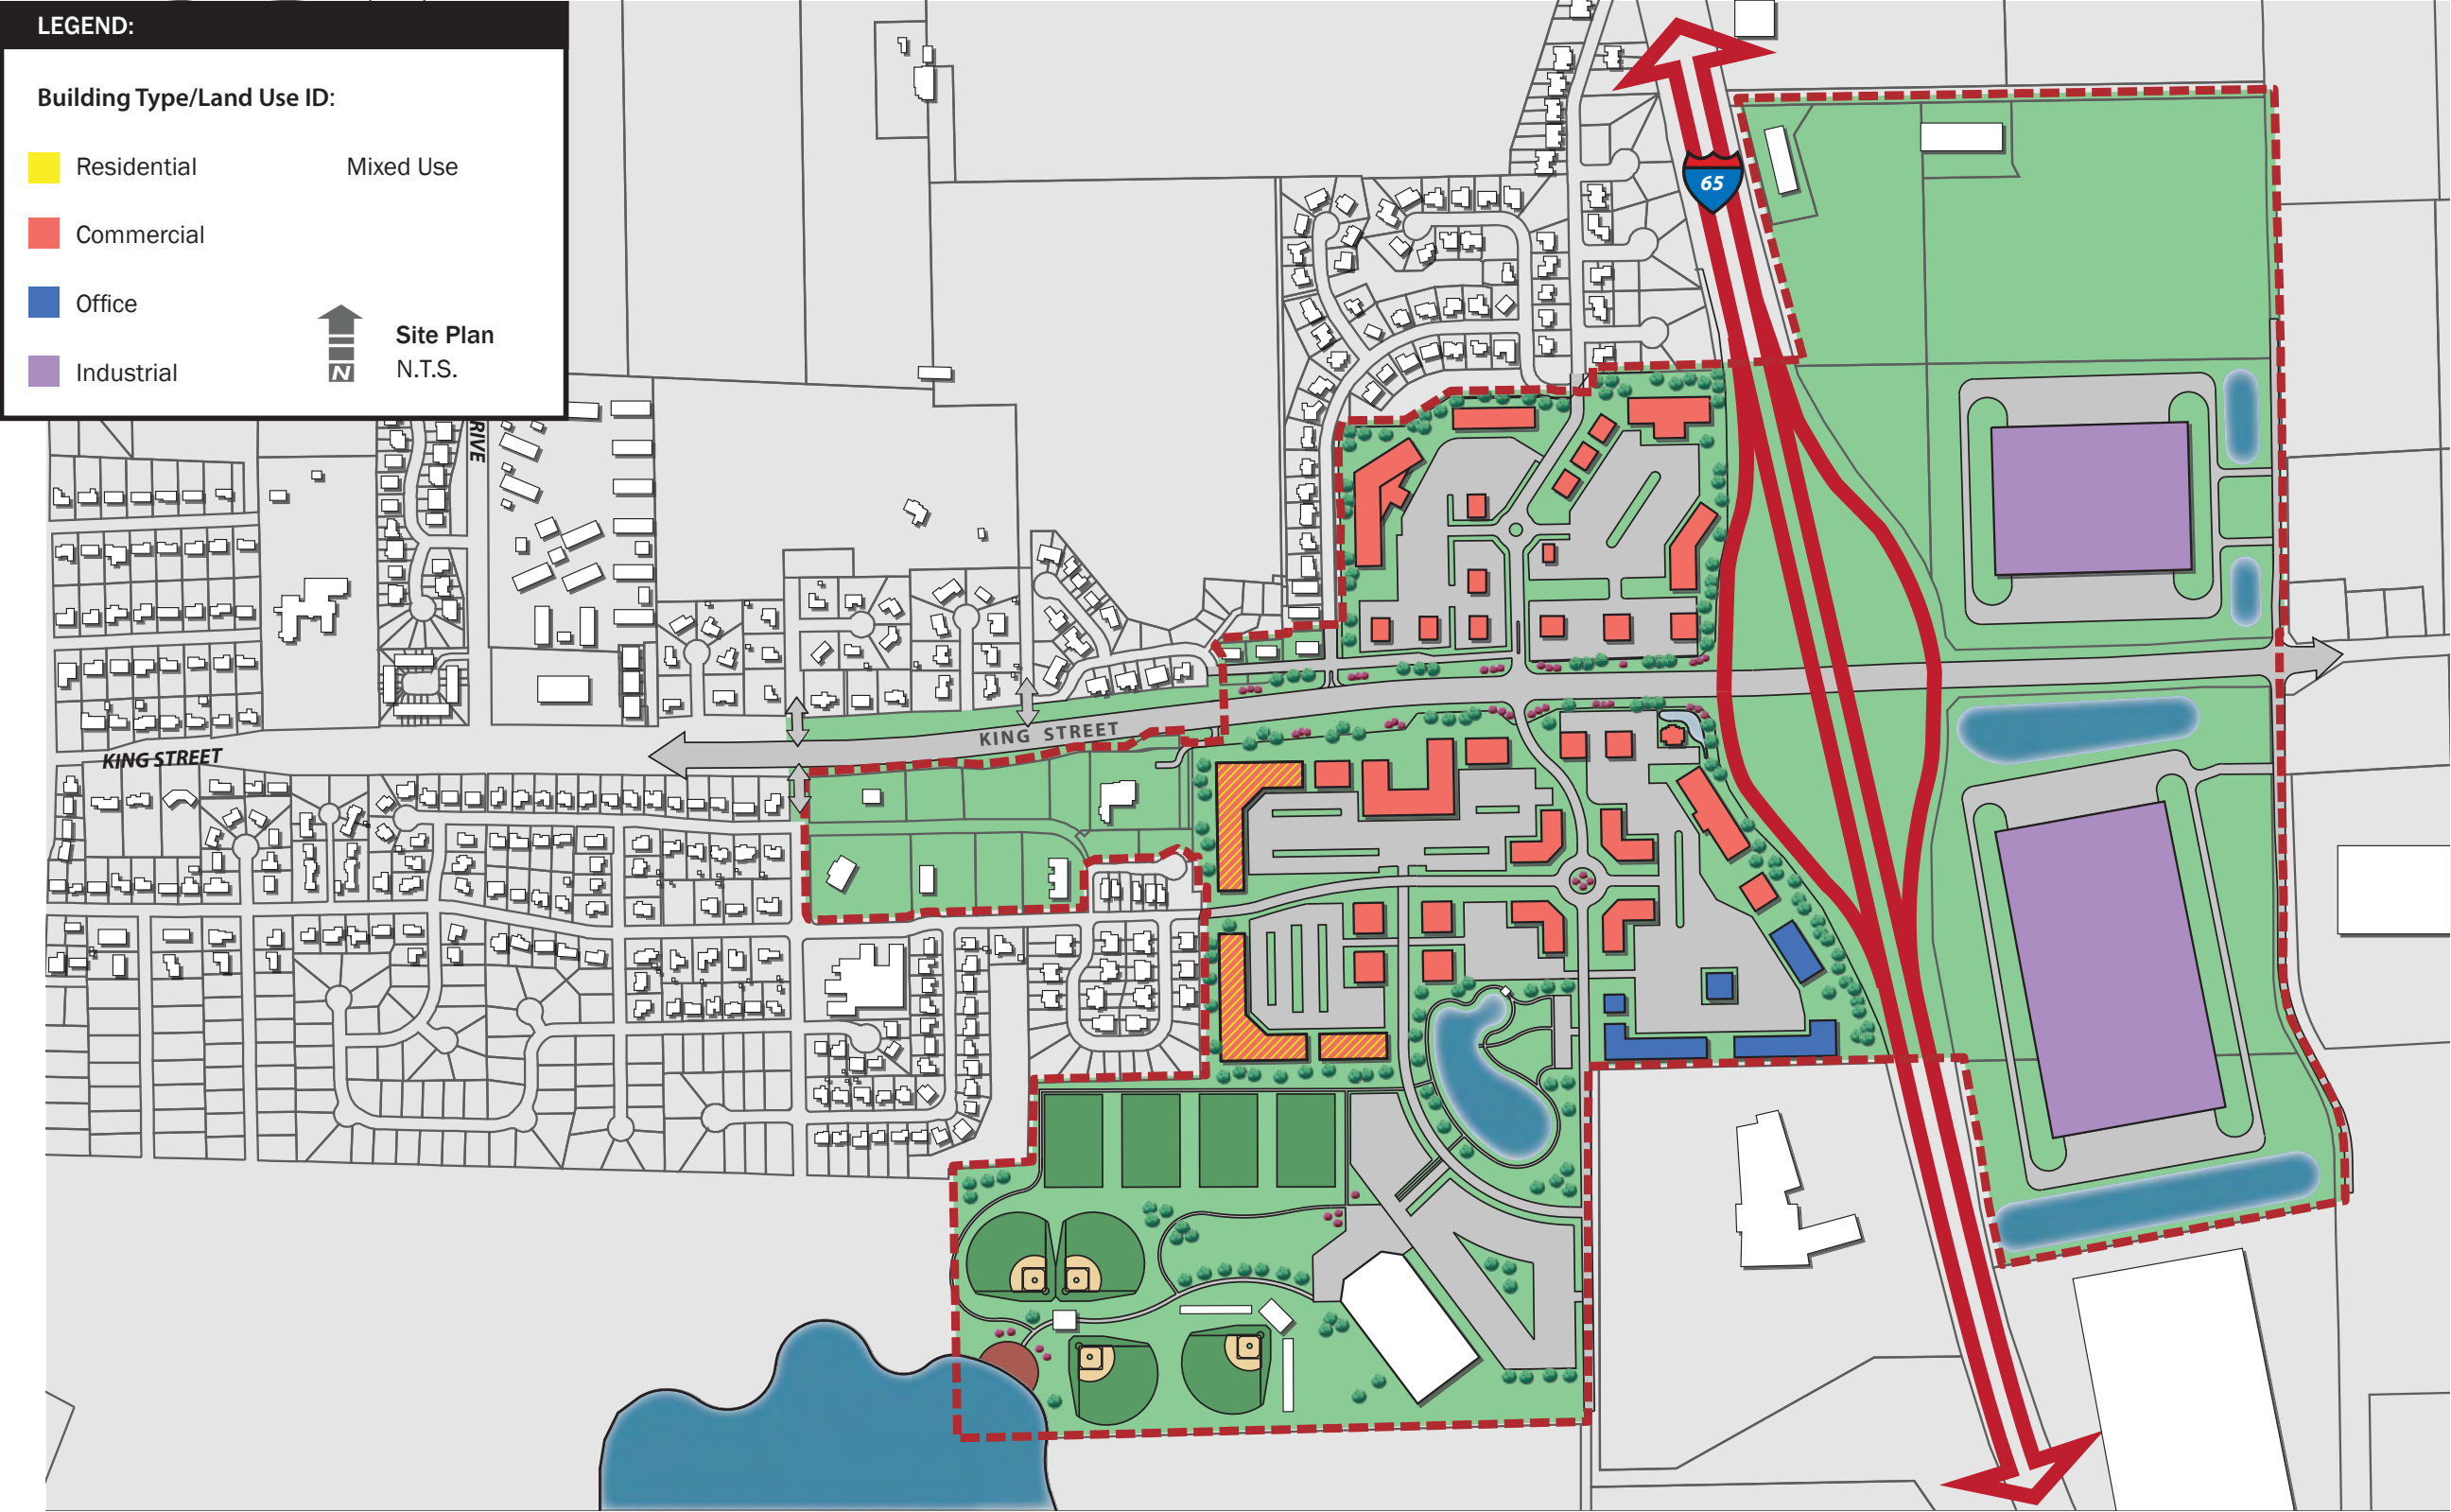 LEGEND:
Building Type/Land Use ID:
Residential
Mixed Use
Commercial
Office
Industrial
Site Plan
N.T.S.
N
65
RIVE
KING STREET
KING STREET